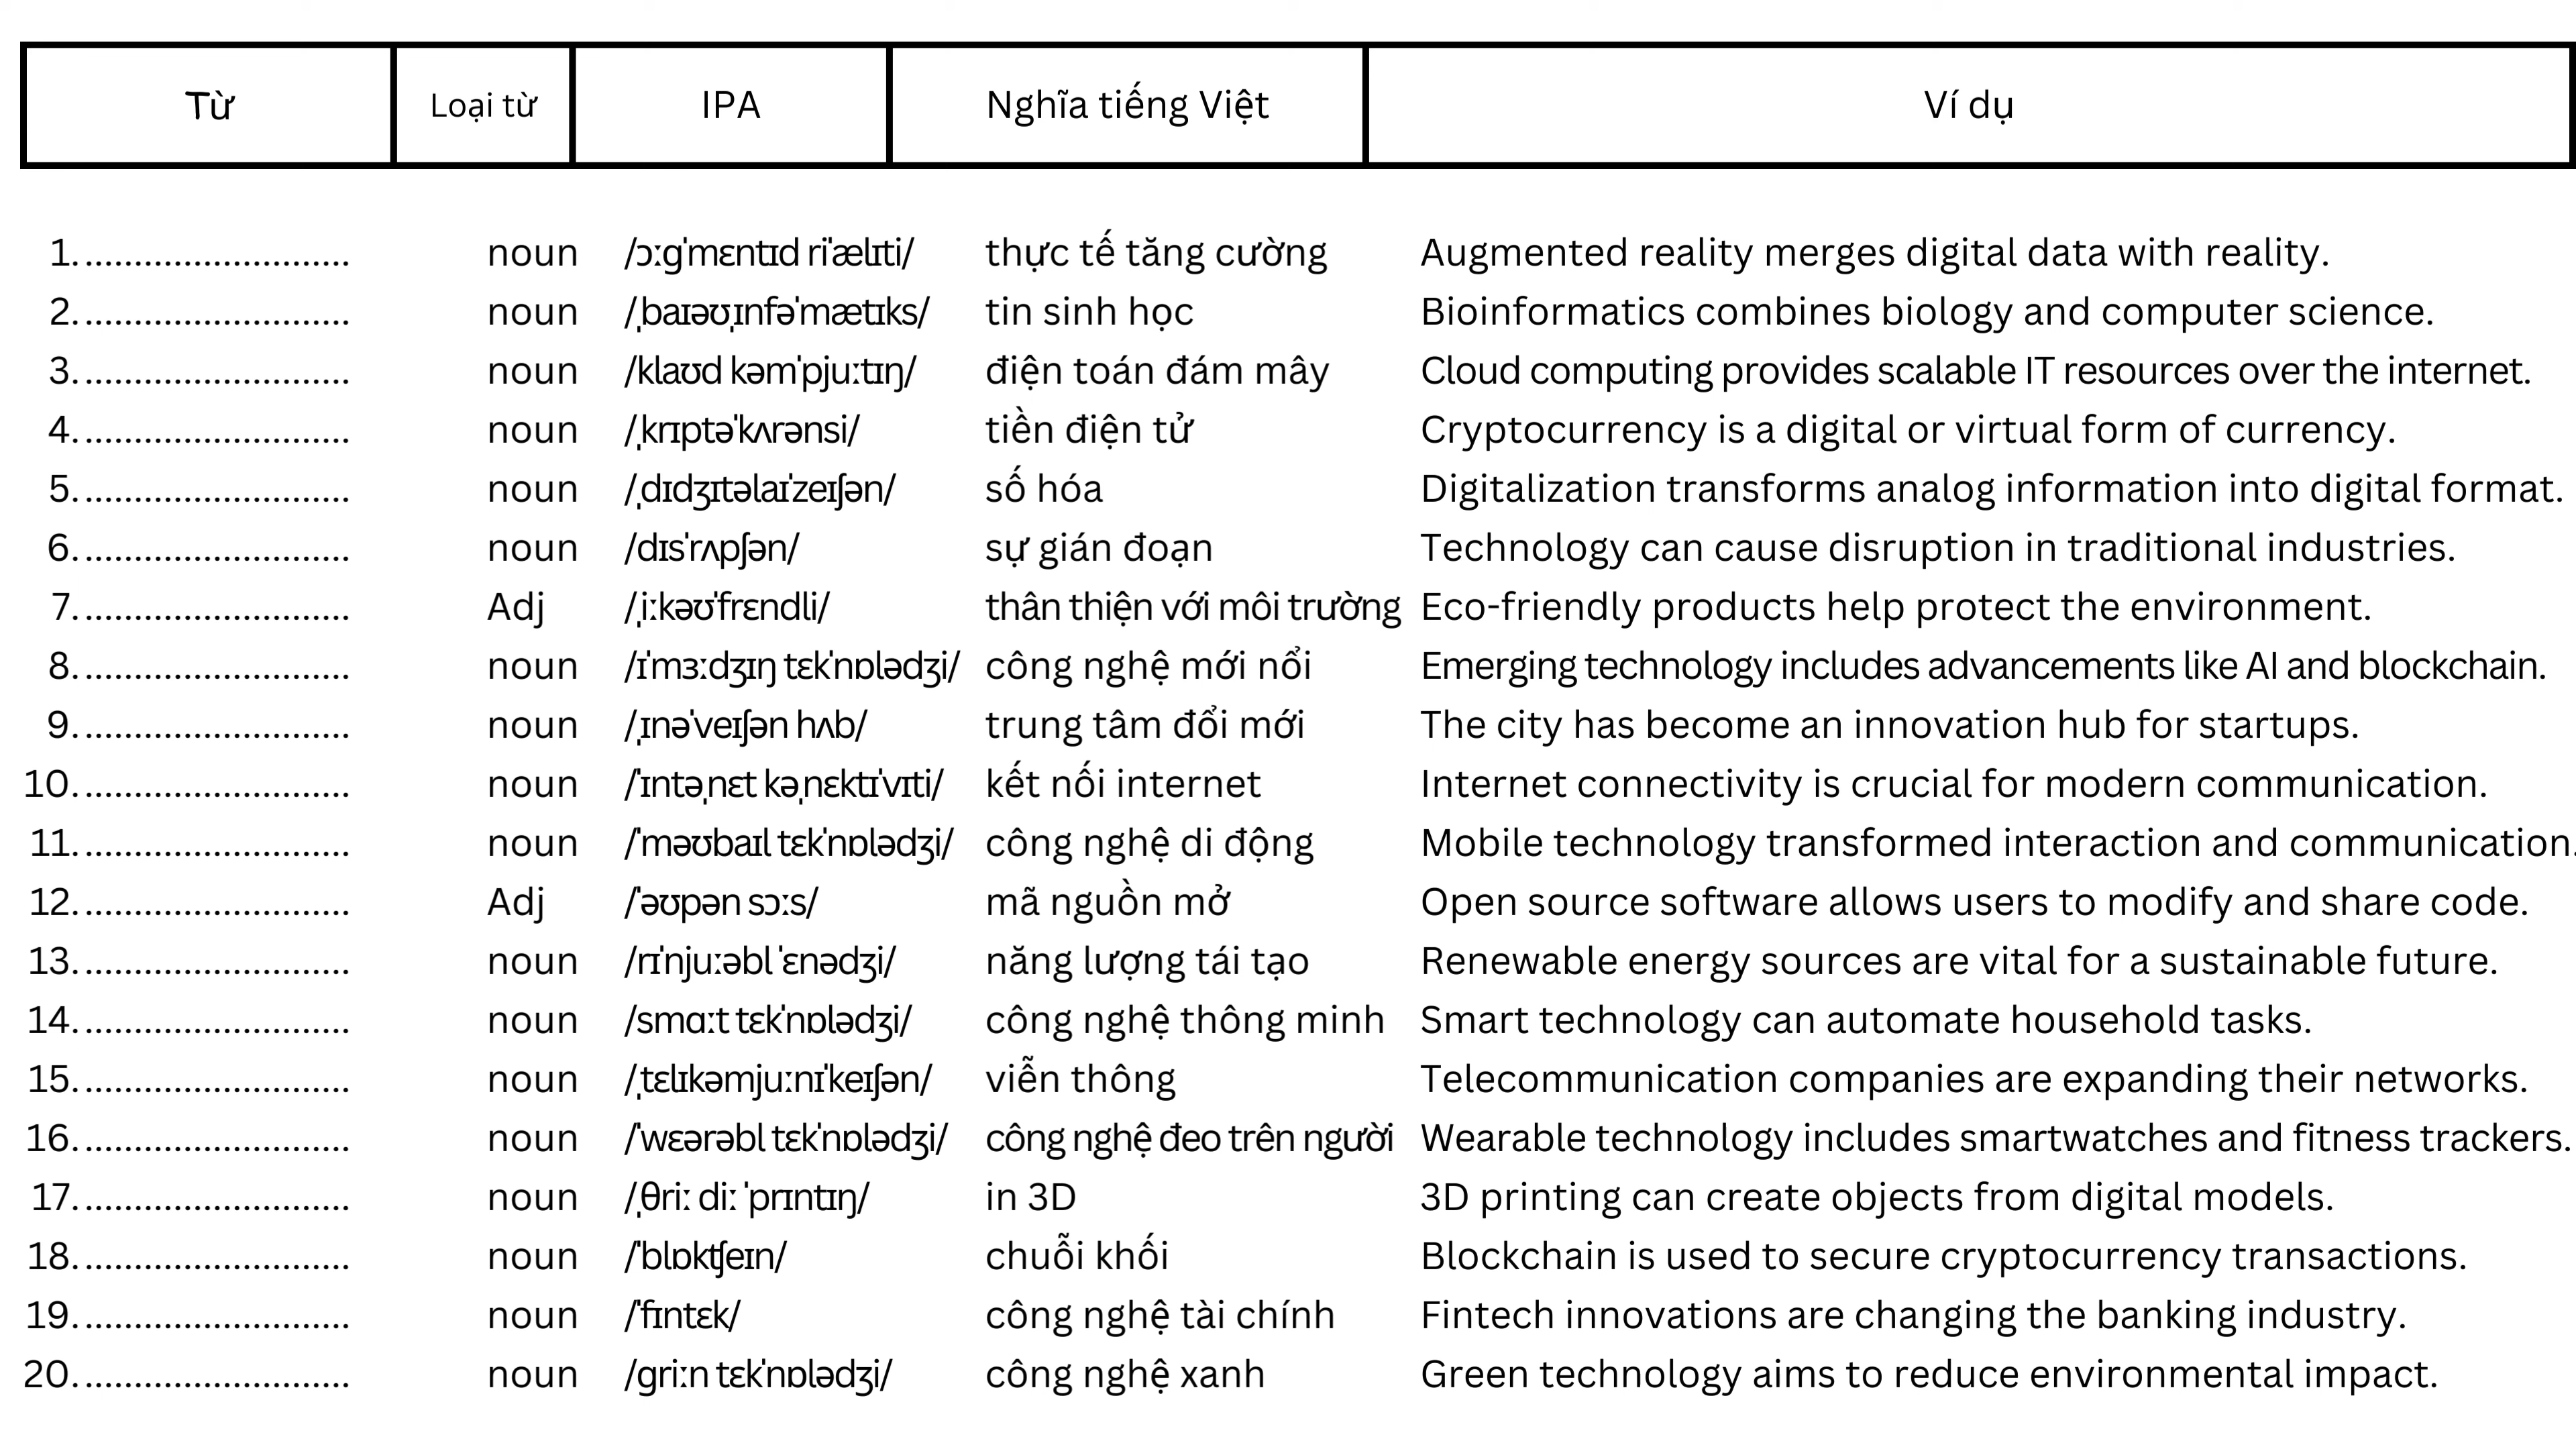 Từ Loại từ IPA Nghĩa tiếng Việt Ví dụ
1........................... noun /ɔːɡˈmɛntɪd riˈælɪti/ thực tế tăng cường Augmented reality merges digital data with reality.
2........................... noun /ˌbaɪəʊˌɪnfəˈmætɪks/ tin sinh học Bioinformatics combines biology and computer science.
3........................... noun /klaʊd kəmˈpjuːtɪŋ/ điện toán đám mây Cloud computing provides scalable IT resources over the internet.
4........................... noun /ˌkrɪptəˈkʌrənsi/ tiền điện tử Cryptocurrency is a digital or virtual form of currency.
5........................... noun /ˌdɪdʒɪtəlaɪˈzeɪʃən/ số hóa Digitalization transforms analog information into digital format.
6........................... noun /dɪsˈrʌpʃən/ sự gián đoạn Technology can cause disruption in traditional industries.
7........................... Adj /ˌiːkəʊˈfrɛndli/ thân thiện với môi trường Eco-friendly products help protect the environment.
8........................... noun /ɪˈmɜːdʒɪŋ tɛkˈnɒlədʒi/ công nghệ mới nổi Emerging technology includes advancements like AI and blockchain.
9........................... noun /ˌɪnəˈveɪʃən hʌb/ trung tâm đổi mới The city has become an innovation hub for startups.
10........................... noun /ˈɪntəˌnɛt kəˌnɛktɪˈvɪti/ kết nối internet Internet connectivity is crucial for modern communication.
11........................... noun /ˈməʊbaɪl tɛkˈnɒlədʒi/ công nghệ di động Mobile technology transformed interaction and communication.
12........................... Adj /ˈəʊpən sɔːs/ mã nguồn mở Open source software allows users to modify and share code.
13........................... noun /rɪˈnjuːəbl ˈɛnədʒi/ năng lượng tái tạo Renewable energy sources are vital for a sustainable future.
14........................... noun /smɑːt tɛkˈnɒlədʒi/ công nghệ thông minh Smart technology can automate household tasks.
15........................... noun /ˌtɛlɪkəmjuːnɪˈkeɪʃən/ viễn thông Telecommunication companies are expanding their networks.
16........................... noun /ˈwɛərəbl tɛkˈnɒlədʒi/ công nghệ đeo trên người Wearable technology includes smartwatches and fitness trackers.
17........................... noun /ˌθriː diː ˈprɪntɪŋ/ in 3D 3D printing can create objects from digital models.
18........................... noun /ˈblɒkʧeɪn/ chuỗi khối Blockchain is used to secure cryptocurrency transactions.
19........................... noun /ˈfɪntɛk/ công nghệ tài chính Fintech innovations are changing the banking industry.
20........................... noun /ɡriːn tɛkˈnɒlədʒi/ công nghệ xanh Green technology aims to reduce environmental impact.